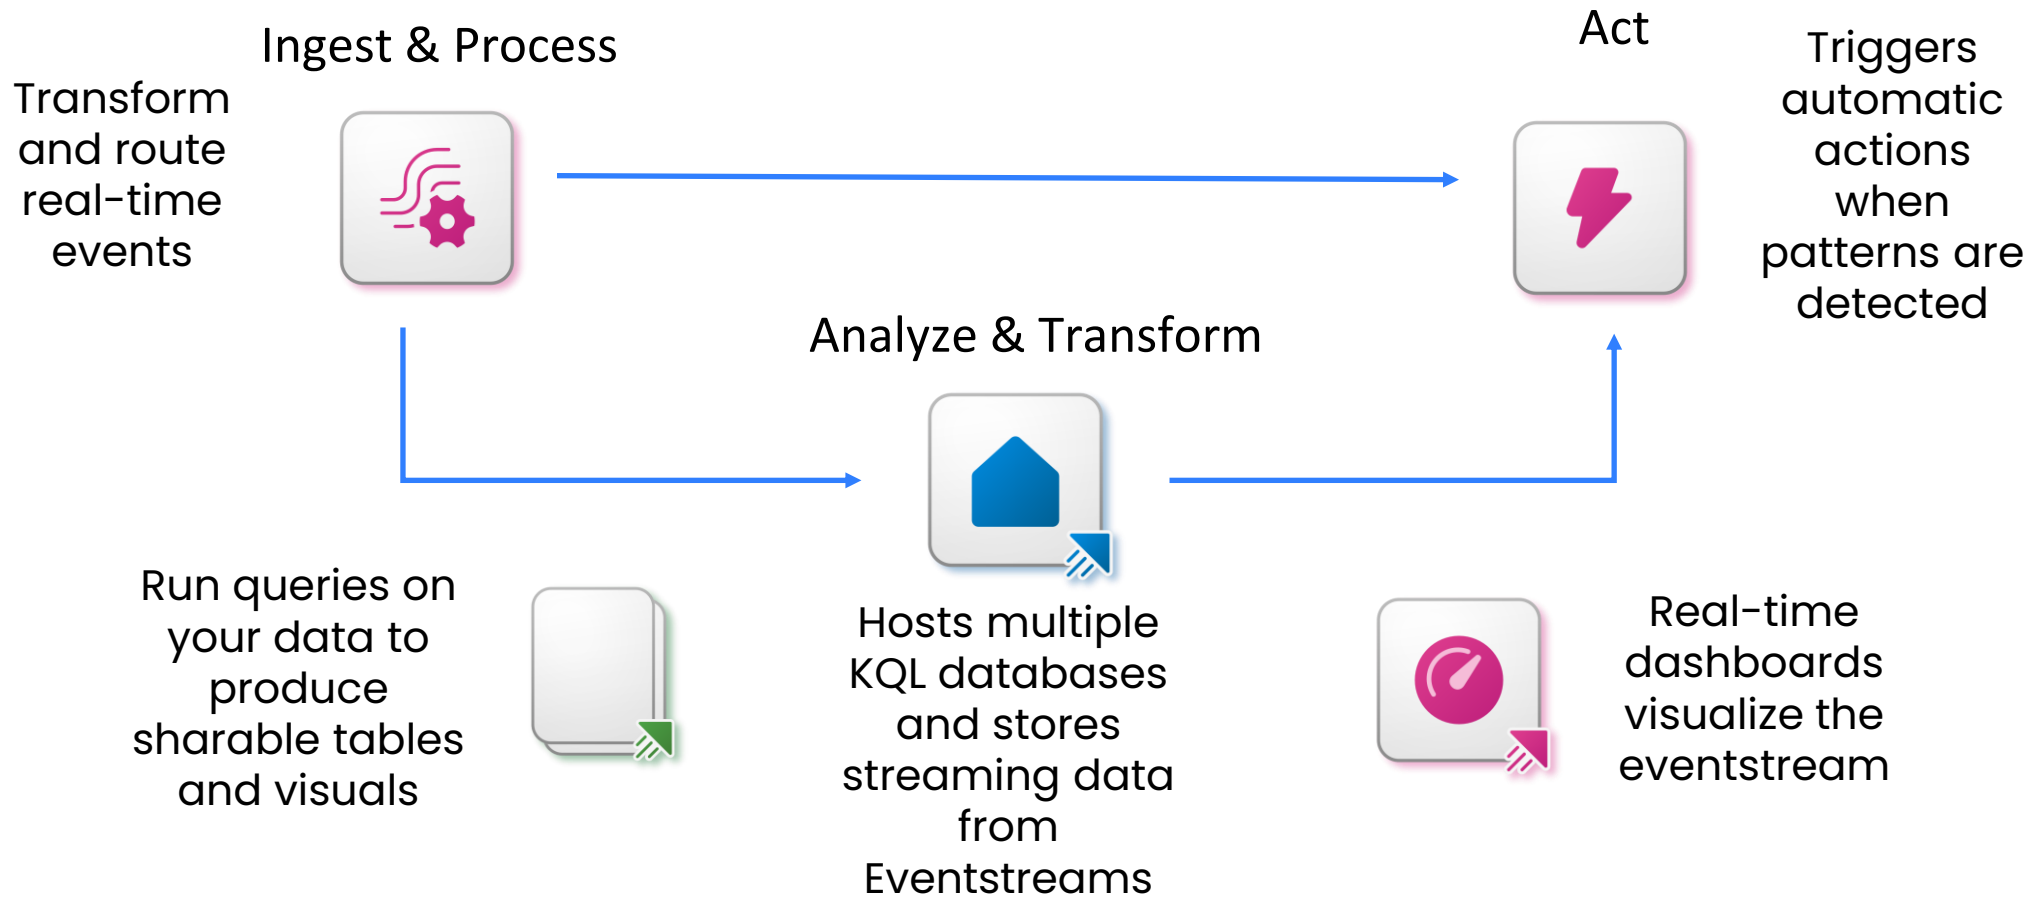 Ingest & Process
Transform
and route
real-time
events
Act
Triggers
automatic
actions
when
patterns are
detected
Analyze & Transform
Run queries on
your data to
produce
sharable tables
and visuals
Hosts multiple
KQL databases
and stores
streaming data
from
Eventstreams
Real-time
dashboards
visualize the
eventstream